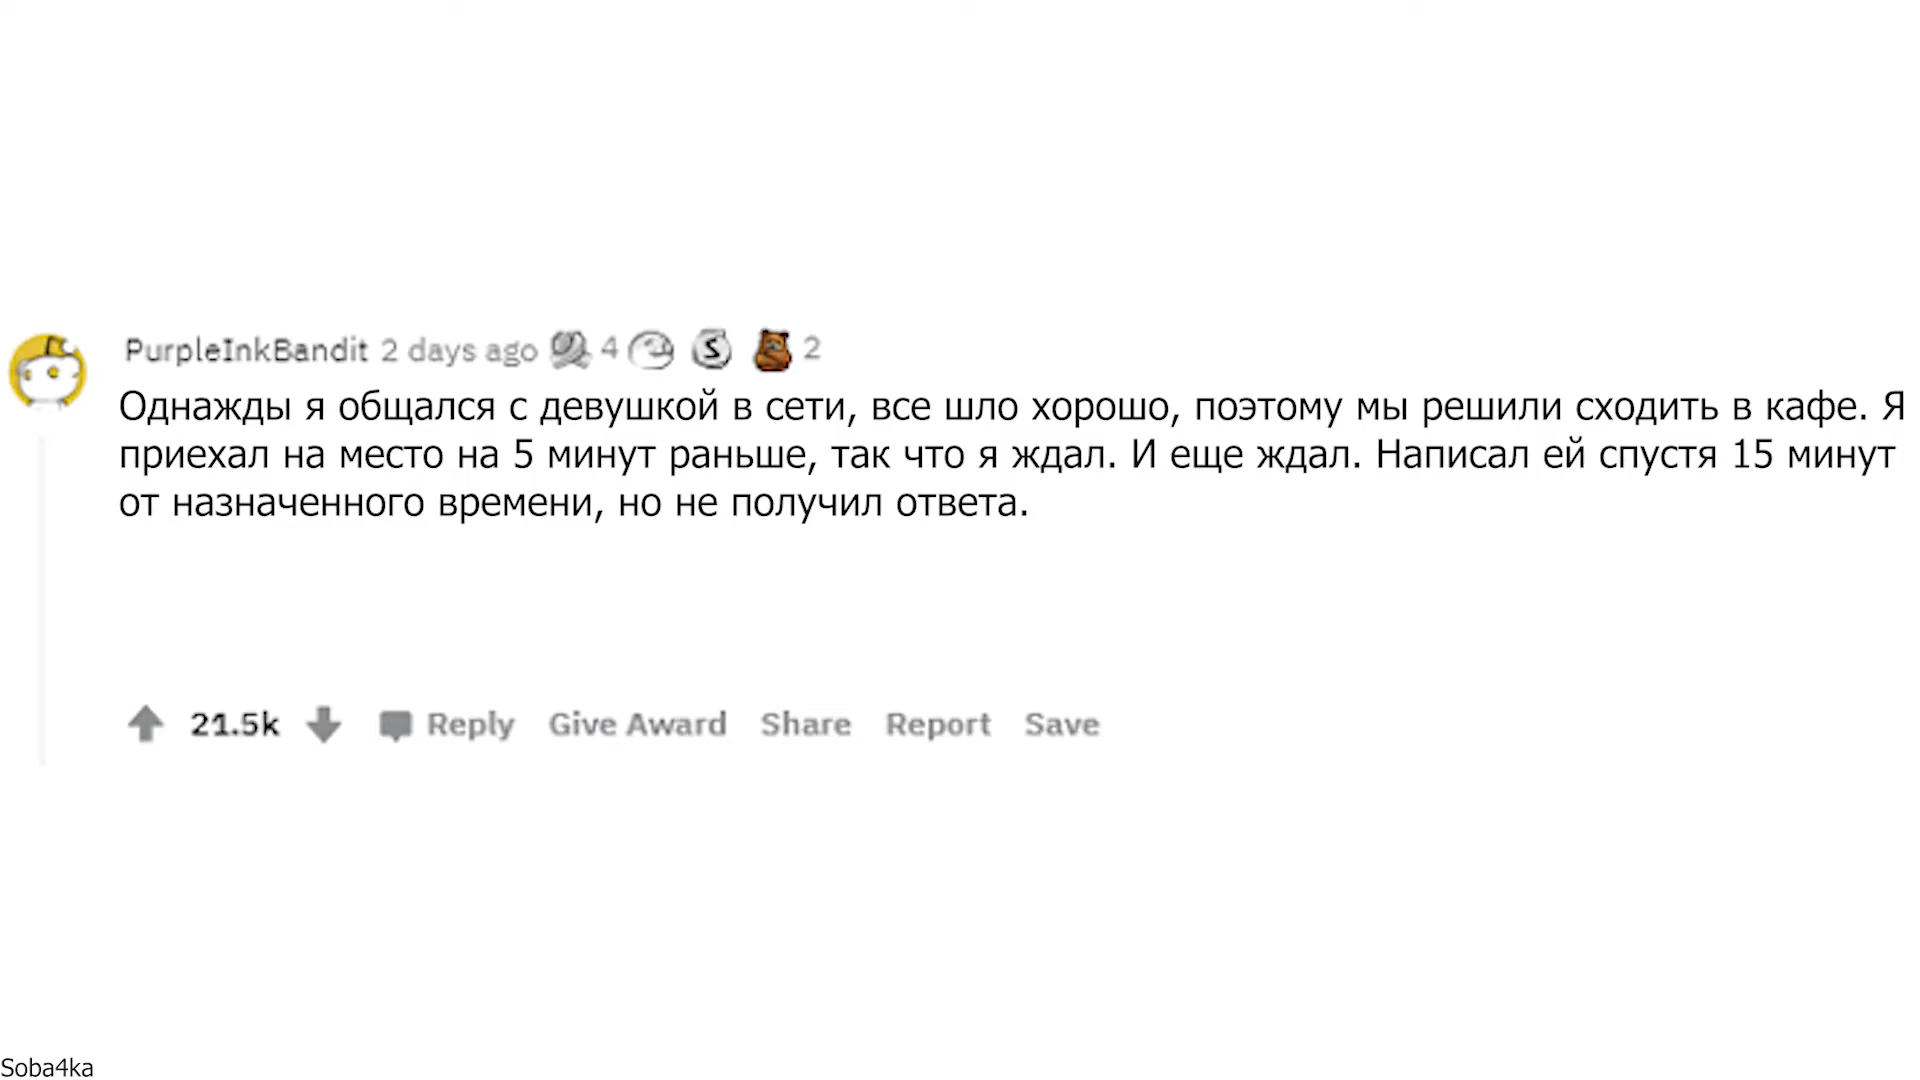 PurpleInkBandit 2 days ago 4 2
Однажды я общался с девушкой в сети, все шло хорошо, поэтому мы решили сходить в кафе. Я
приехал на место на 5 минут раньше, так что я ждал. И еще ждал. Написал ей спустя 15 минут
от назначенного времени, но не получил ответа.
21.5k Reply Give Award Share Report Save
Soba4ka